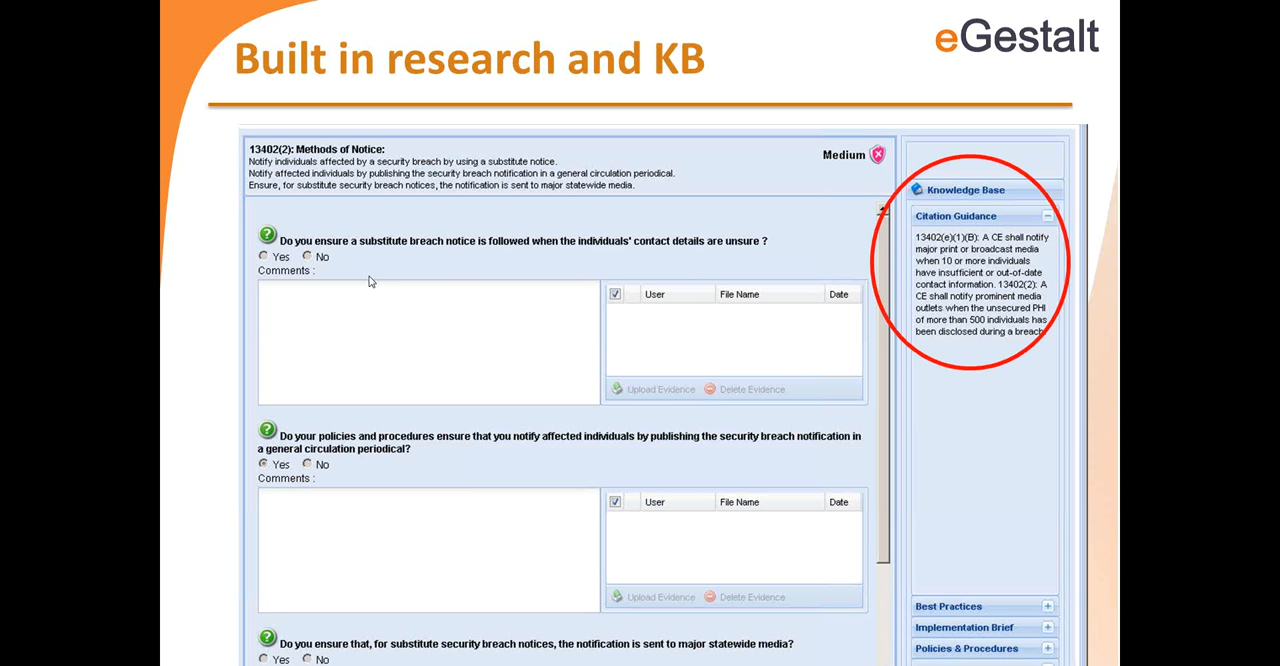 eGestalt
Built in research and KB
13402(2): Methods of Notice:
Notify individuals affected by a security breach by using a substitute notice.
Notify affected individuals by publishing the security breach notification in a general circulation periodical.
Ensure, for substitute security breach notices, the notification is sent to major statewide media.
Medium
Do you ensure a substitute breach notice is followed when the individuals' contact details are unsure ?
Yes No
Comments :
User File Name Date
Upload Evidence Delete Evidence
Do your policies and procedures ensure that you notify affected individuals by publishing the security breach notification in
a general circulation periodical?
Yes No
Comments :
User File Name Date
Upload Evidence Delete Evidence
Do you ensure that, for substitute security breach notices, the notification is sent to major statewide media?
Yes No
Knowledge Base
Citation Guidance
13402(e)(1)(B): A CE shall notify
major print or broadcast media
when 10 or more individuals
have insufficient or out-of-date
contact information. 13402(2): A
CE shall notify prominent media
outlets when the unsecured PHI
of more than 500 individuals has
been disclosed during a breach.
Best Practices
Implementation Brief
Policies & Procedures